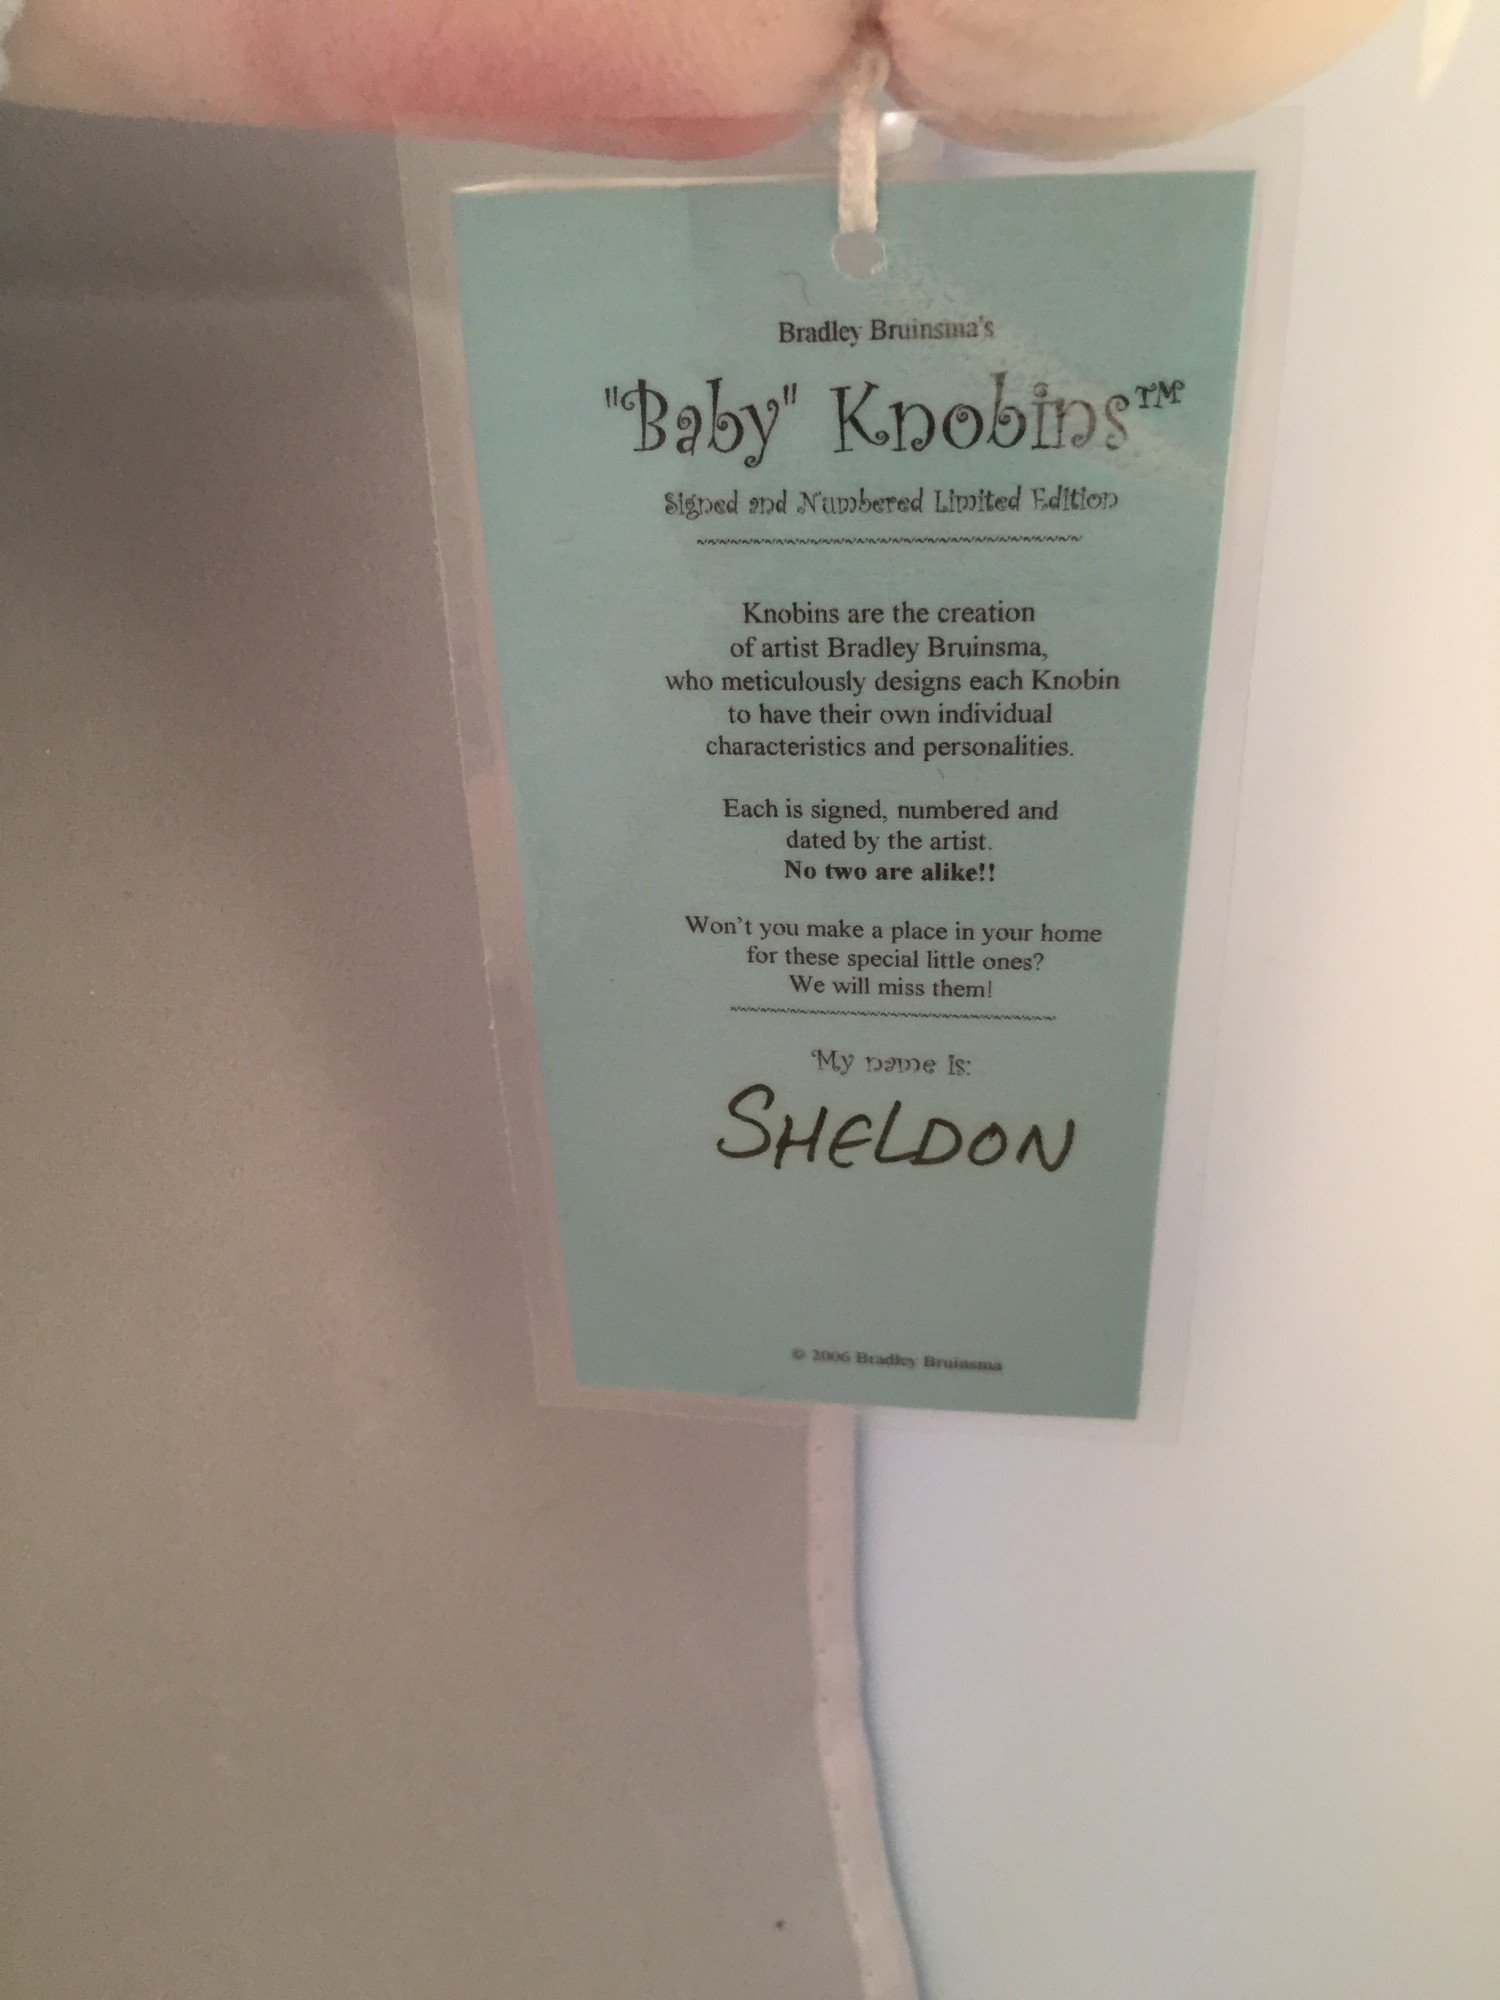 Bradley Bruinsma's
"Baby" Knobins™
Signed and Numbered Limited Edition
Knobins are the creation
of artist Bradley Bruinsma,
who meticulously designs each Knobin
to have their own individual
characteristics and personalities.
Each is signed, numbered and
dated by the artist.
No two are alike!!
Won't you make a place in your home
for these special little ones?
We will miss them!
My name is:
SHELDON
© 2006 Bradley Bruinsma